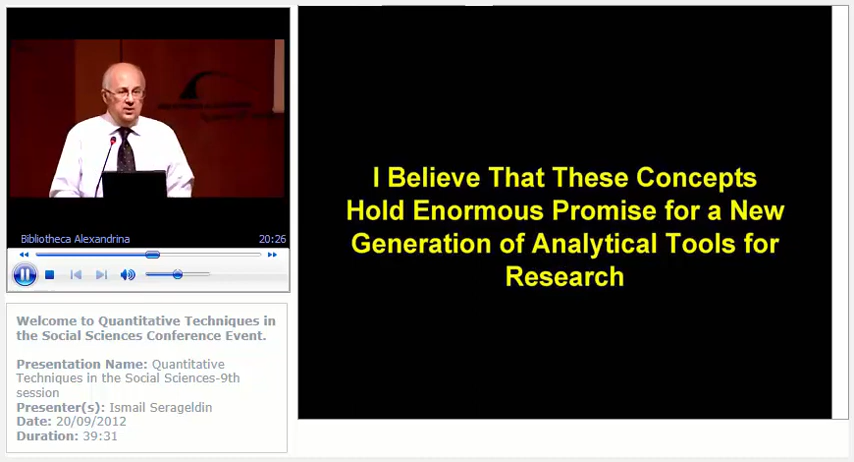 Bibliotheca Alexandrina 20:26
Welcome to Quantitative Techniques in
the Social Sciences Conference Event.
Presentation Name: Quantitative
Techniques in the Social Sciences-9th
session
Presenter(s): Ismail Serageldin
Date: 20/09/2012
Duration: 39:31
I Believe That These Concepts
Hold Enormous Promise for a New
Generation of Analytical Tools for
Research